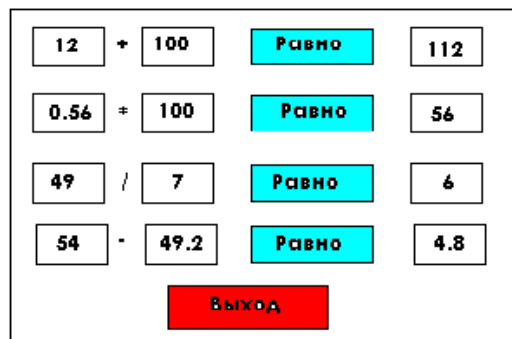 12 + 100 Равно 112
0.56 * 100 Равно 56
49 / 7 Равно 6
54 - 49.2 Равно 4.8
Выход